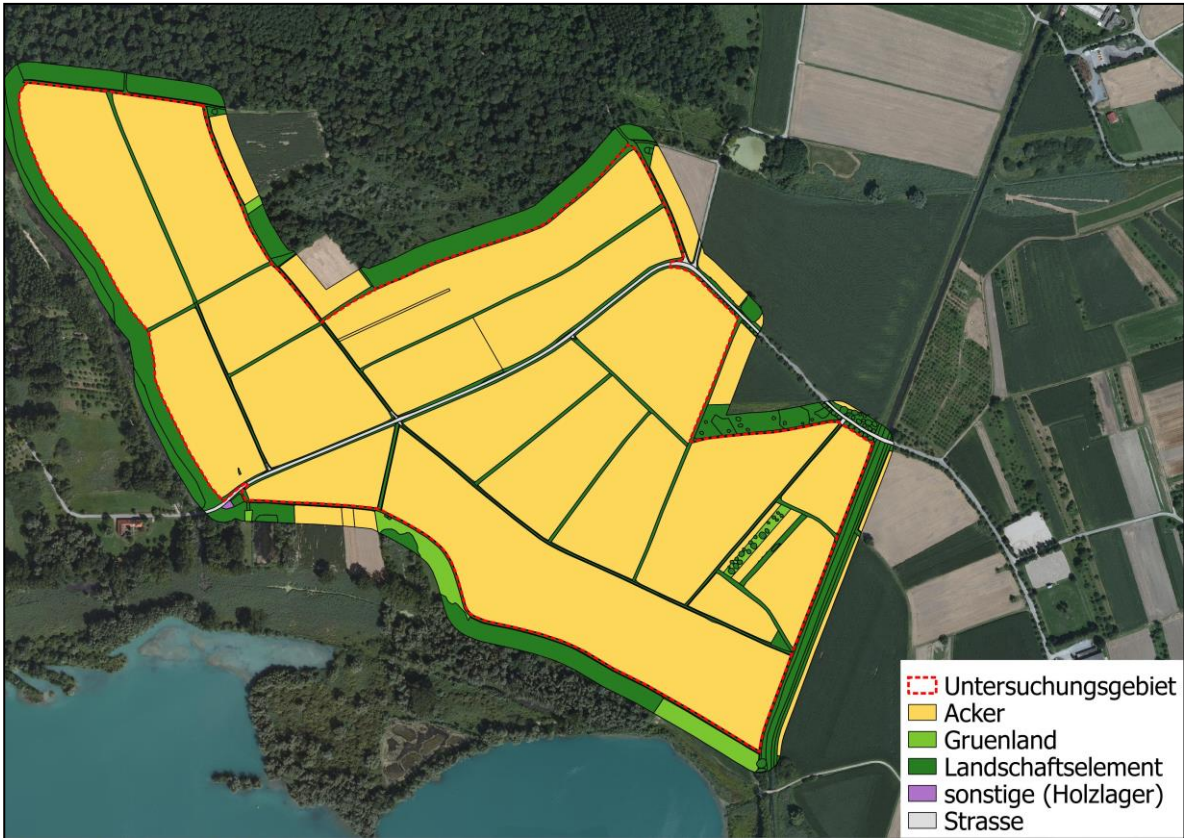 Untersuchungsgebiet
Acker
Gruenland
Landschaftselement
sonstige (Holzlager)
Strasse